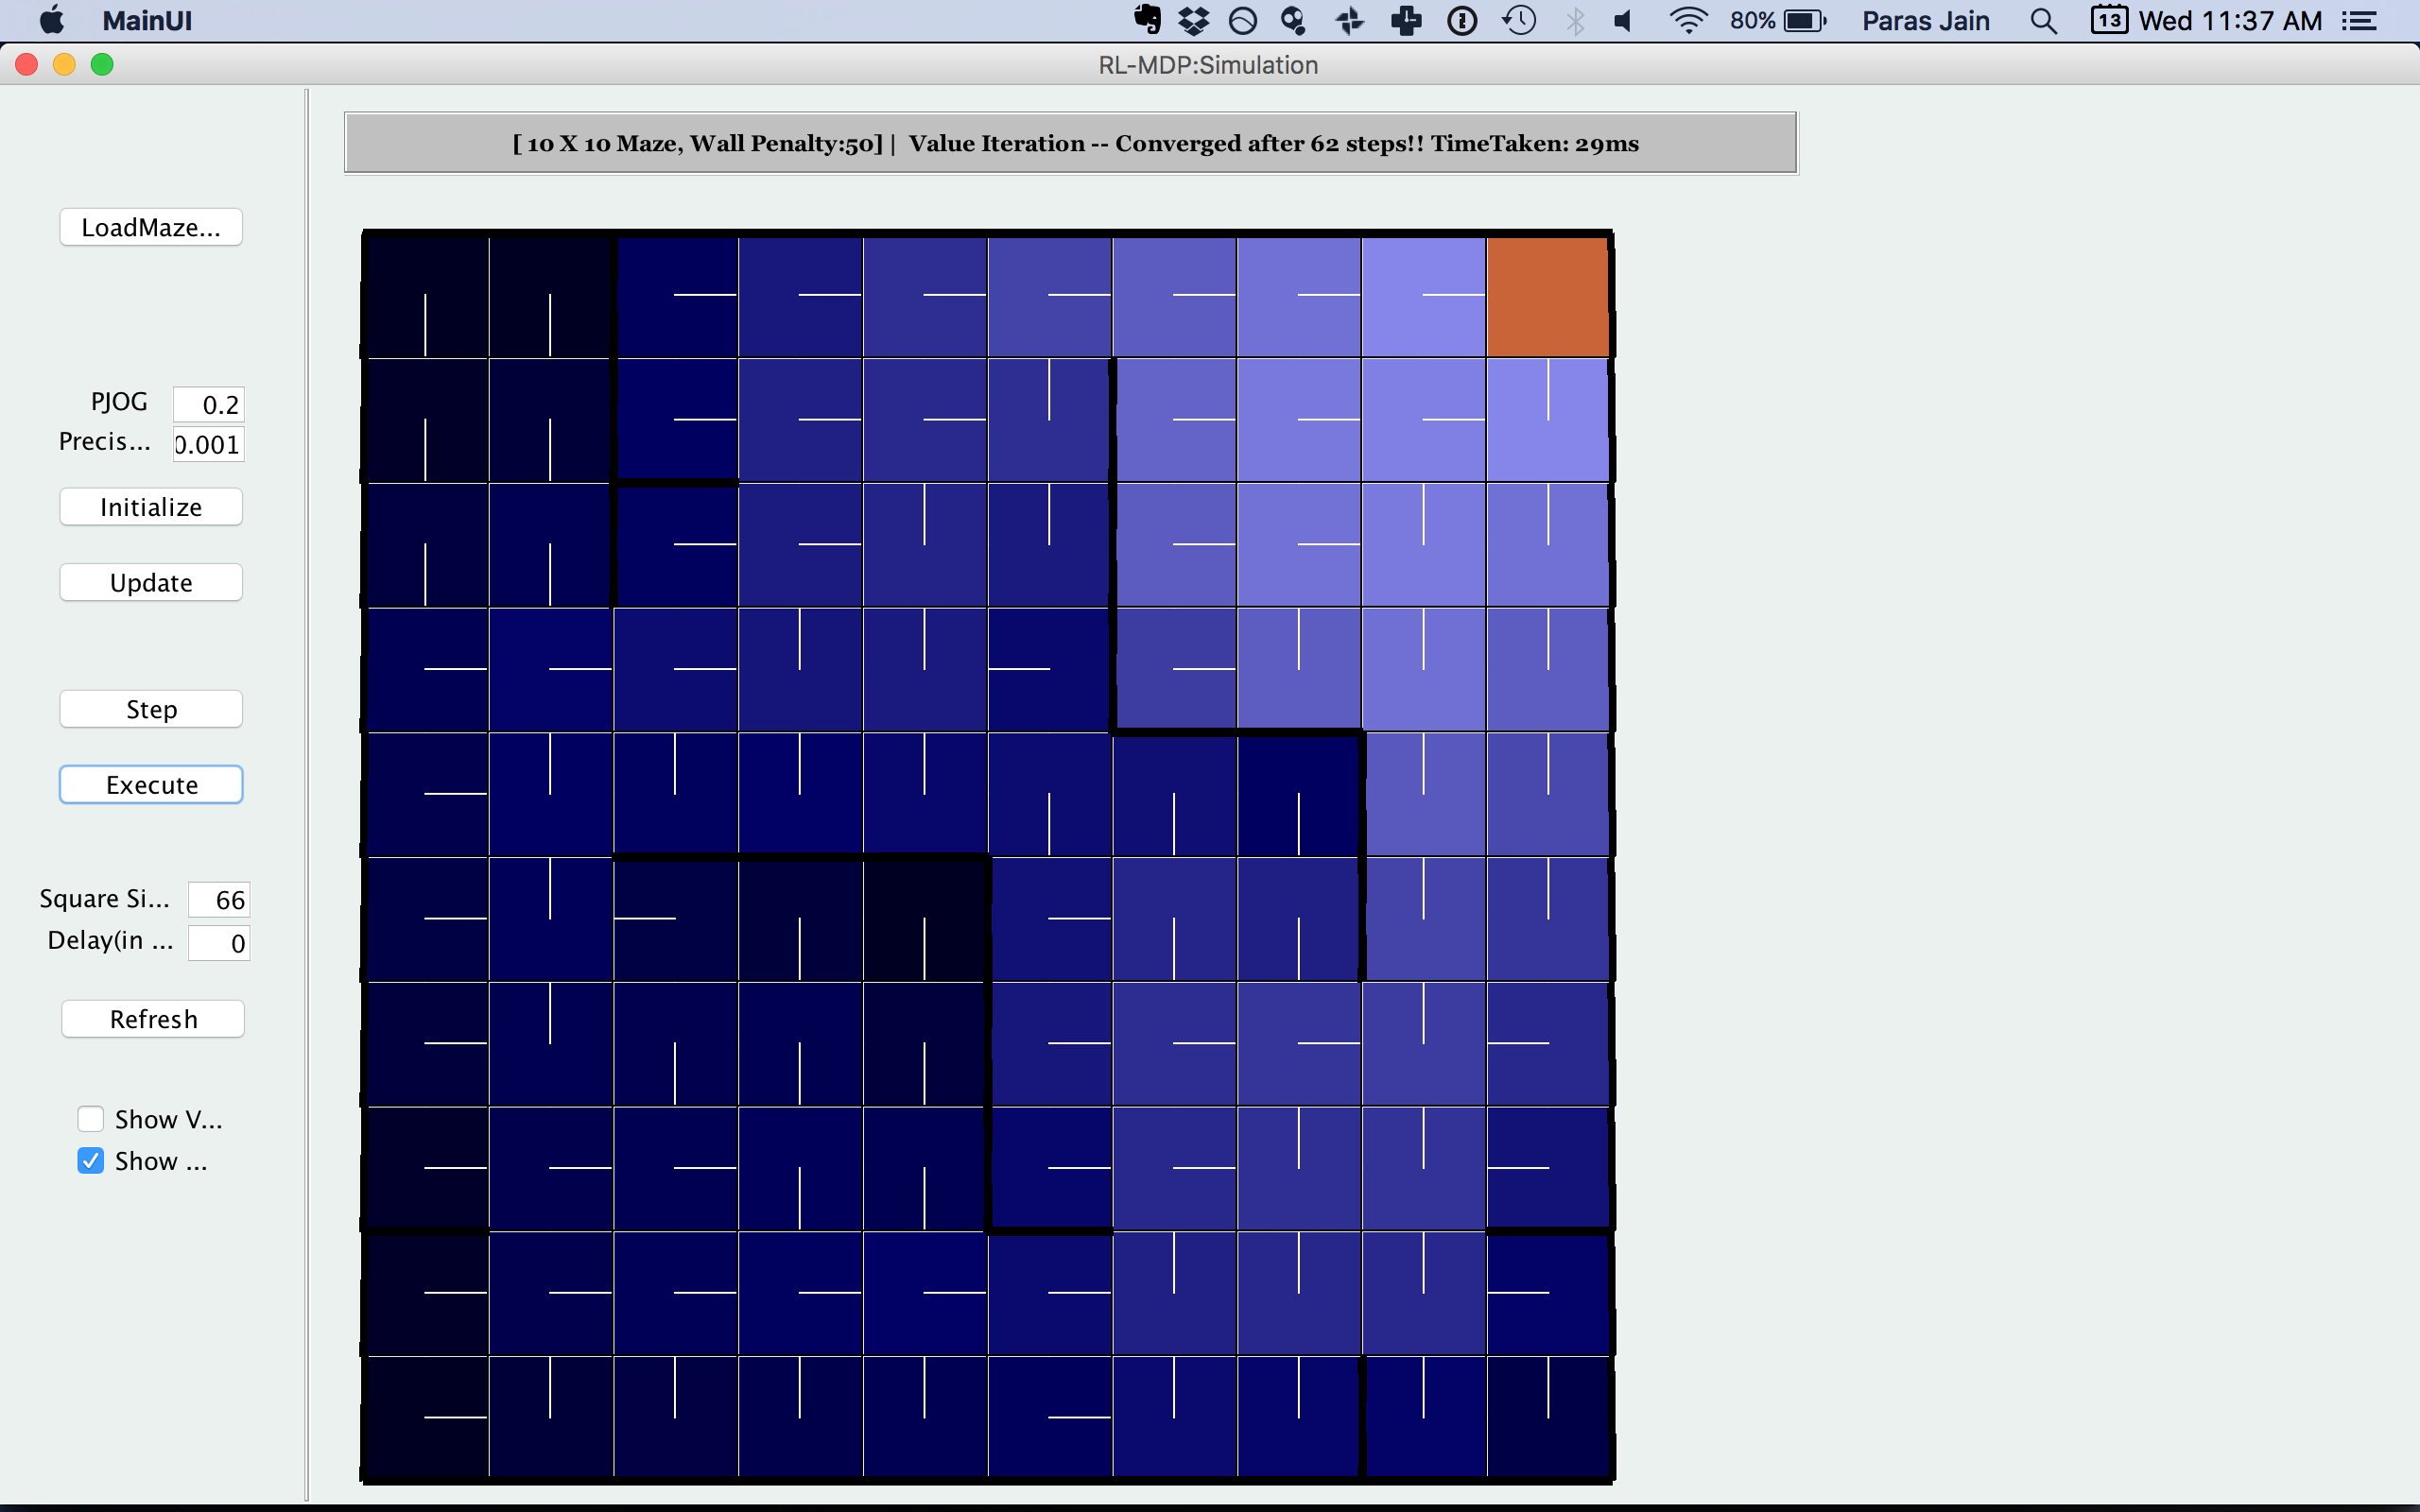 MainUI
80%
Paras Jain
13
Wed 11:37 AM
RL-MDP:Simulation
[ 10 X 10 Maze, Wall Penalty:50] | Value Iteration -- Converged after 62 steps!! TimeTaken: 29ms
LoadMaze...
PJOG 0.2
Precis... 0.001
Initialize
Update
Step
Execute
Square Si... 66
Delay(in ... 0
Refresh
Show V...
Show ...